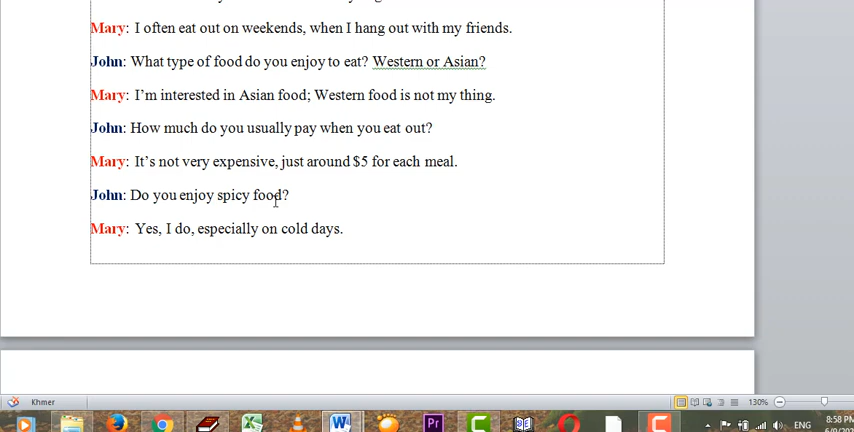 Mary: I often eat out on weekends, when I hang out with my friends.
John: What type of food do you enjoy to eat? Western or Asian?
Mary: I’m interested in Asian food; Western food is not my thing.
John: How much do you usually pay when you eat out?
Mary: It’s not very expensive, just around $5 for each meal.
John: Do you enjoy spicy food?
Mary: Yes, I do, especially on cold days.
Khmer 130%
W Pr ENG 8:58 PM